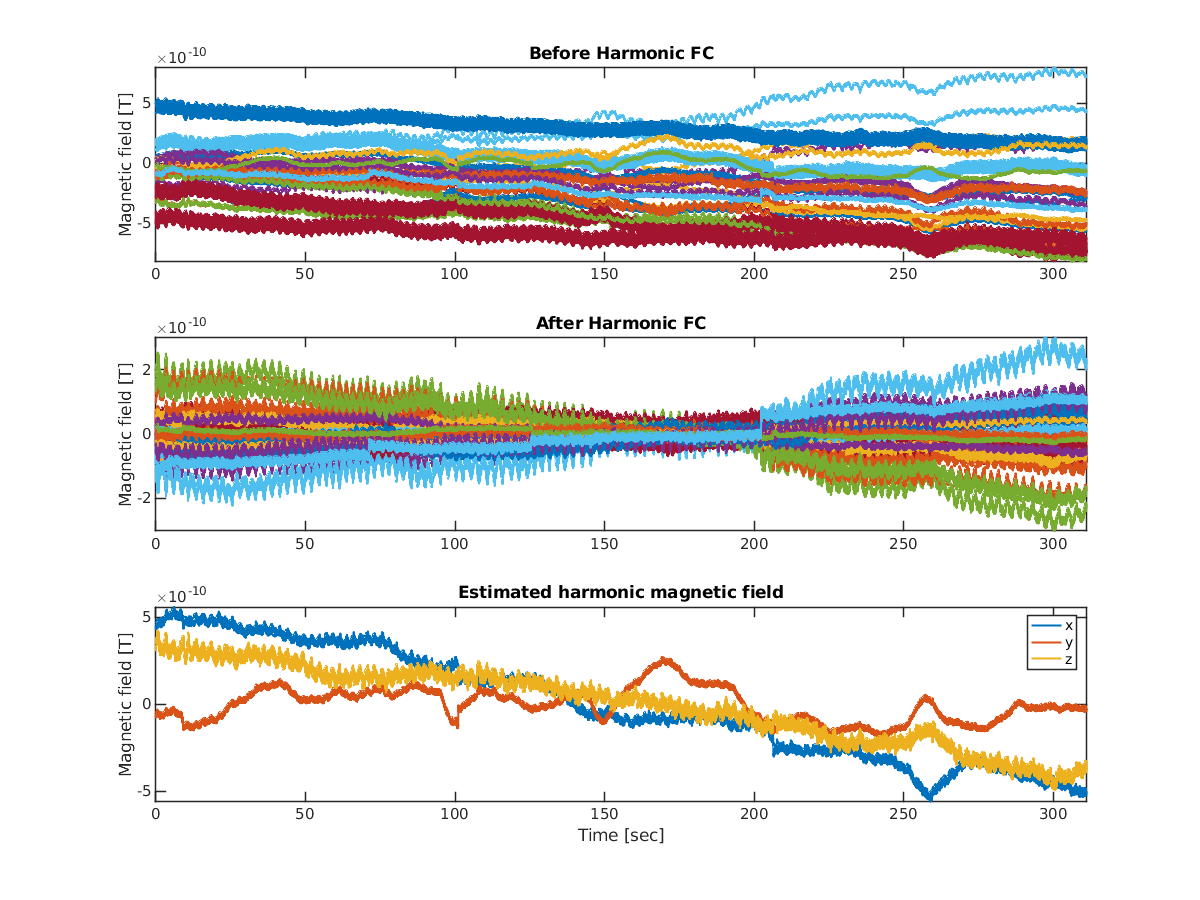 Before Harmonic FC
×10-10
Magnetic field [T]
5
0
-5
0 50 100 150 200 250 300
After Harmonic FC
×10-10
Magnetic field [T]
2
0
-2
0 50 100 150 200 250 300
Estimated harmonic magnetic field
×10-10
Magnetic field [T]
5
0
-5
x
y
z
0 50 100 150 200 250 300
Time [sec]